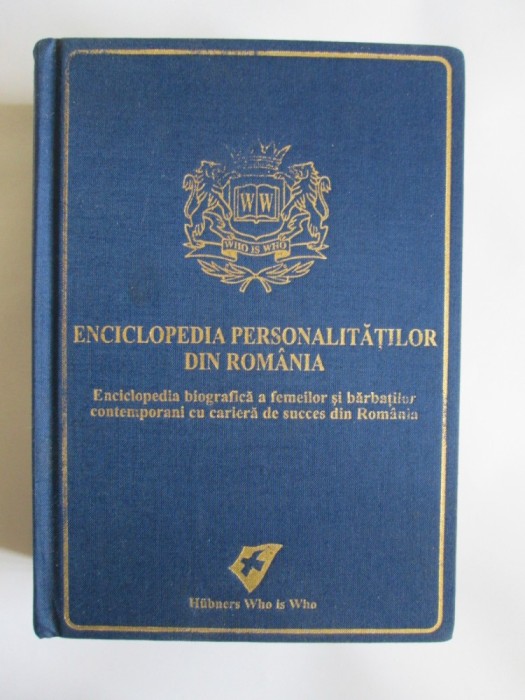 W W
WHO IS WHO
ENCICLOPEDIA PERSONALITĂȚILOR
DIN ROMÂNIA
Enciclopedia biografică a femeilor și bărbaților
contemporani cu carieră de succes din România
Hübners Who is Who